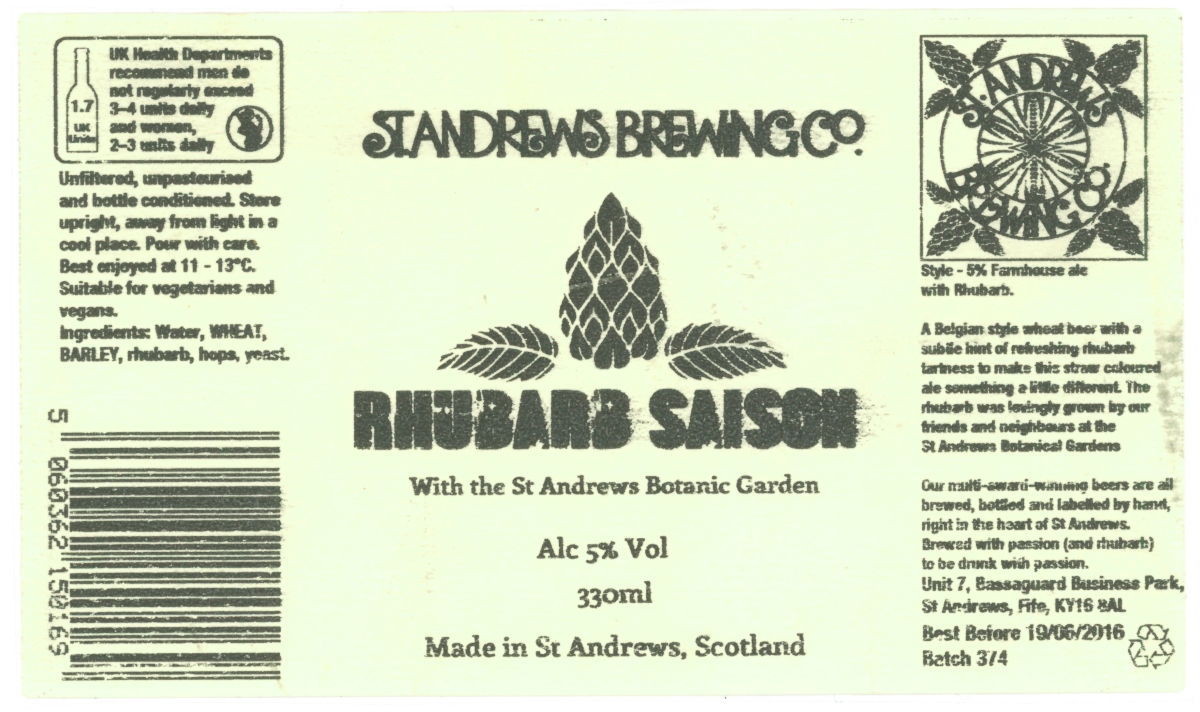 UK Health Departments
recommend men do
not regularly exceed
3-4 units daily
and women,
2-3 units daily
1.7
UK
Units
Unfiltered, unpasteurised
and bottle conditioned. Store
upright, away from light in a
cool place. Pour with care.
Best enjoyed at 11 - 13°C.
Suitable for vegetarians and
vegans.
Ingredients: Water, WHEAT,
BARLEY, rhubarb, hops, yeast.
5 060362 150169
ST. ANDREWS BREWING CO.
RHUBARB SAISON
With the St Andrews Botanic Garden
Alc 5% Vol
330ml
Made in St Andrews, Scotland
ST. ANDREWS
BREWING CO.
Style - 5% Farmhouse ale
with Rhubarb.
A Belgian style wheat beer with a
subtle hint of refreshing rhubarb
tartness to make this straw coloured
ale something a little different. The
rhubarb was lovingly grown by our
friends and neighbours at the
St Andrews Botanical Gardens
Our multi-award-winning beers are all
brewed, bottled and labelled by hand,
right in the heart of St Andrews.
Brewed with passion (and rhubarb)
to be drunk with passion.
Unit 7, Bassaguard Business Park,
St Andrews, Fife, KY16 8AL
Best Before 19/06/2016
Batch 374